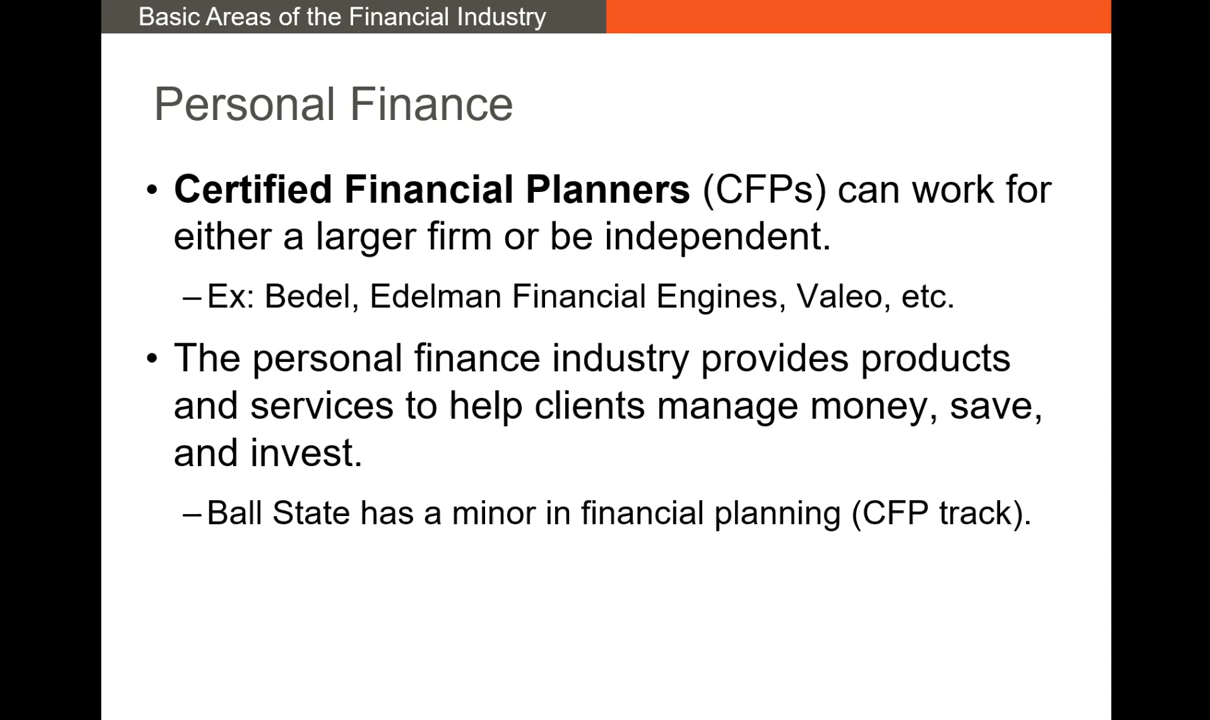 Basic Areas of the Financial Industry
Personal Finance
• Certified Financial Planners (CFPs) can work for
either a larger firm or be independent.
– Ex: Bedel, Edelman Financial Engines, Valeo, etc.
• The personal finance industry provides products
and services to help clients manage money, save,
and invest.
– Ball State has a minor in financial planning (CFP track).